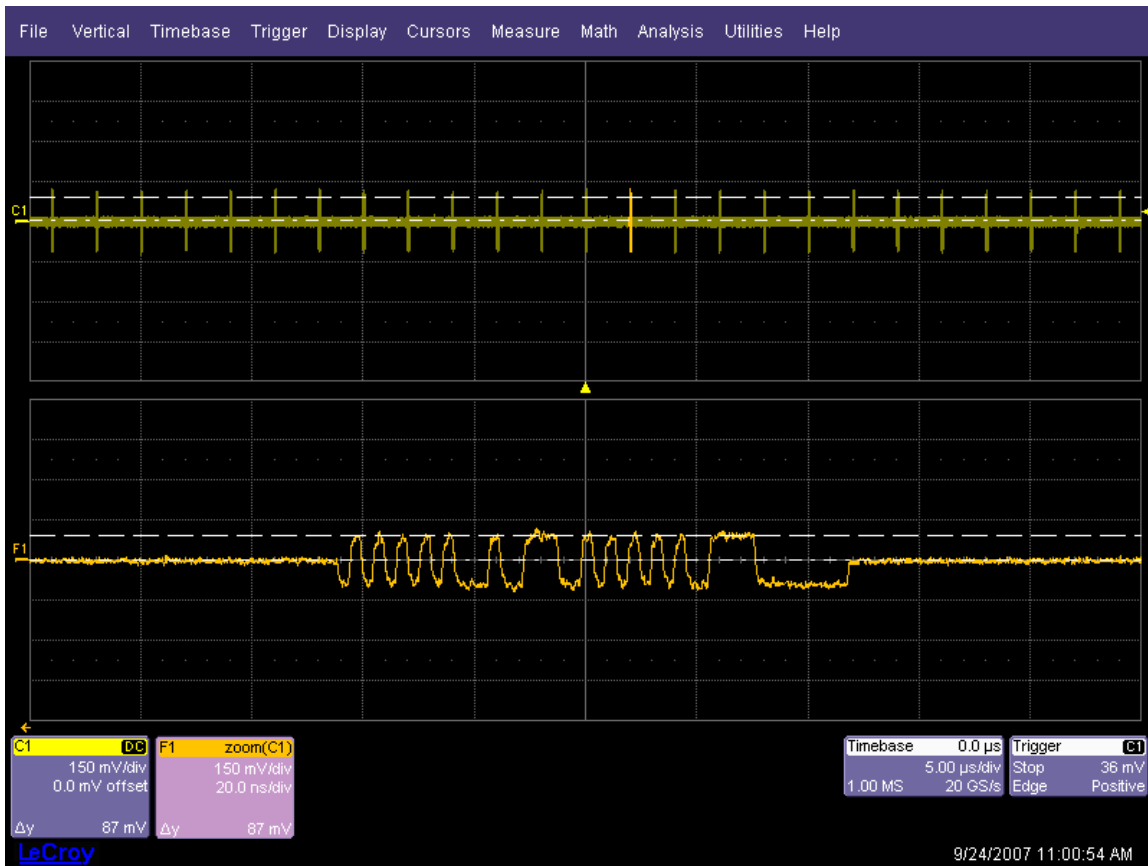 File Vertical Timebase Trigger Display Cursors Measure Math Analysis Utilities Help
C1
F1
C1 DC
150 mV/div
0.0 mV offset
Δy 87 mV
F1 zoom(C1)
150 mV/div
20.0 ns/div
Δy 87 mV
Timebase 0.0 µs
5.00 µs/div
1.00 MS 20 GS/s
Trigger C1
Stop 36 mV
Edge Positive
LeCroy
9/24/2007 11:00:54 AM